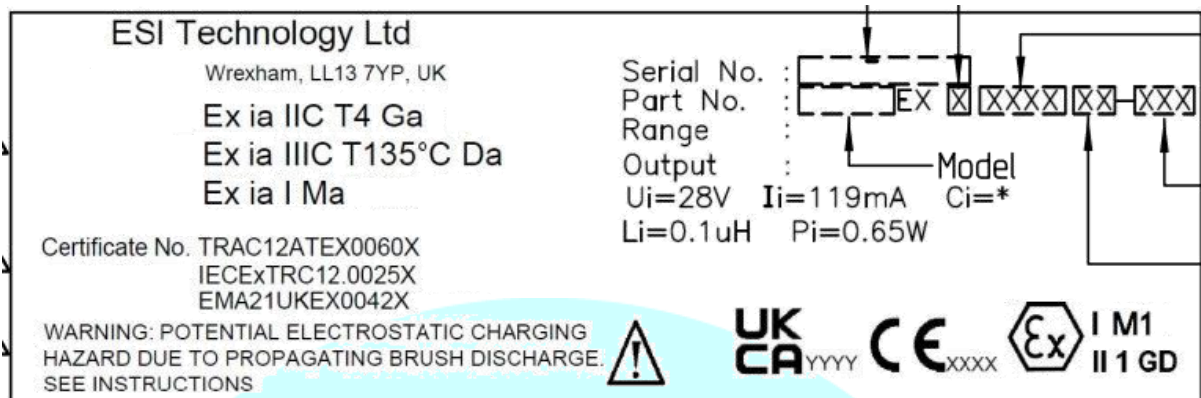 ESI Technology Ltd
Wrexham, LL13 7YP, UK
Ex ia IIC T4 Ga
Ex ia IIIC T135°C Da
Ex ia I Ma
Certificate No. TRAC12ATEX0060X
IECExTRC12.0025X
EMA21UKEX0042X
WARNING: POTENTIAL ELECTROSTATIC CHARGING
HAZARD DUE TO PROPAGATING BRUSH DISCHARGE.
SEE INSTRUCTIONS
Serial No. :
Part No. : EX X XXXX XX-XXX
Range :
Output :
Model
Ui=28V Ii=119mA Ci=*
Li=0.1uH Pi=0.65W
UK
CA YYYY CE XXXX Ex I M1
II 1 GD